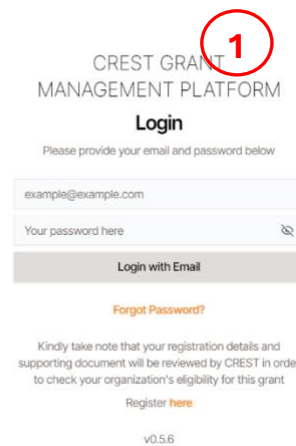 1
CREST GRANT
MANAGEMENT PLATFORM
Login
Please provide your email and password below
example@example.com
Your password here
Login with Email
Forgot Password?
Kindly take note that your registration details and
supporting document will be reviewed by CREST in orde
to check your organization's eligibility for this grant
Register here
v0.5.6